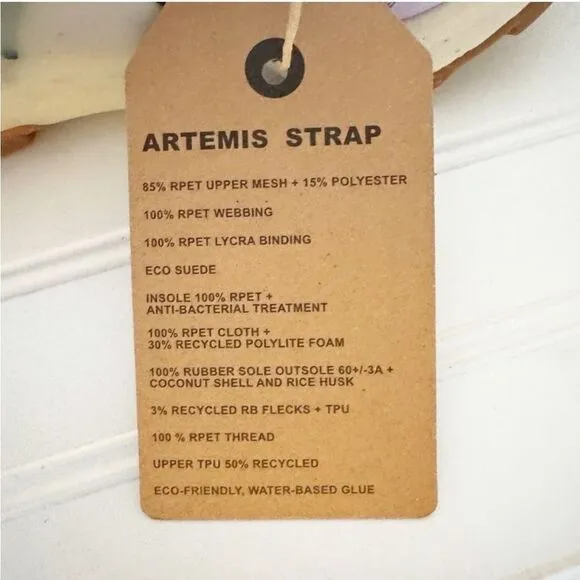 ARTEMIS STRAP
85% RPET UPPER MESH + 15% POLYESTER
100% RPET WEBBING
100% RPET LYCRA BINDING
ECO SUEDE
INSOLE 100% RPET +
ANTI-BACTERIAL TREATMENT
100% RPET CLOTH +
30% RECYCLED POLYLITE FOAM
100% RUBBER SOLE OUTSOLE 60+/-3A +
COCONUT SHELL AND RICE HUSK
3% RECYCLED RB FLECKS + TPU
100 % RPET THREAD
UPPER TPU 50% RECYCLED
ECO-FRIENDLY, WATER-BASED GLUE